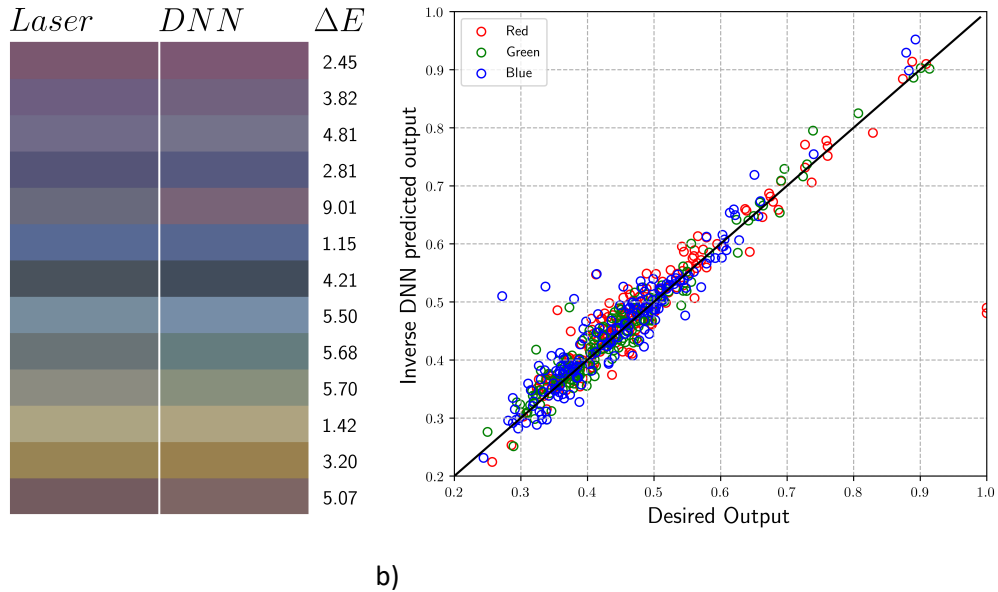 Laser DNN ΔE
2.45
3.82
4.81
2.81
9.01
1.15
4.21
5.50
5.68
5.70
1.42
3.20
5.07
1.0
0.9
0.8
0.7
0.6
0.5
0.4
0.3
0.2
Inverse DNN predicted output
Red
Green
Blue
0.2 0.3 0.4 0.5 0.6 0.7 0.8 0.9 1.0
Desired Output
b)